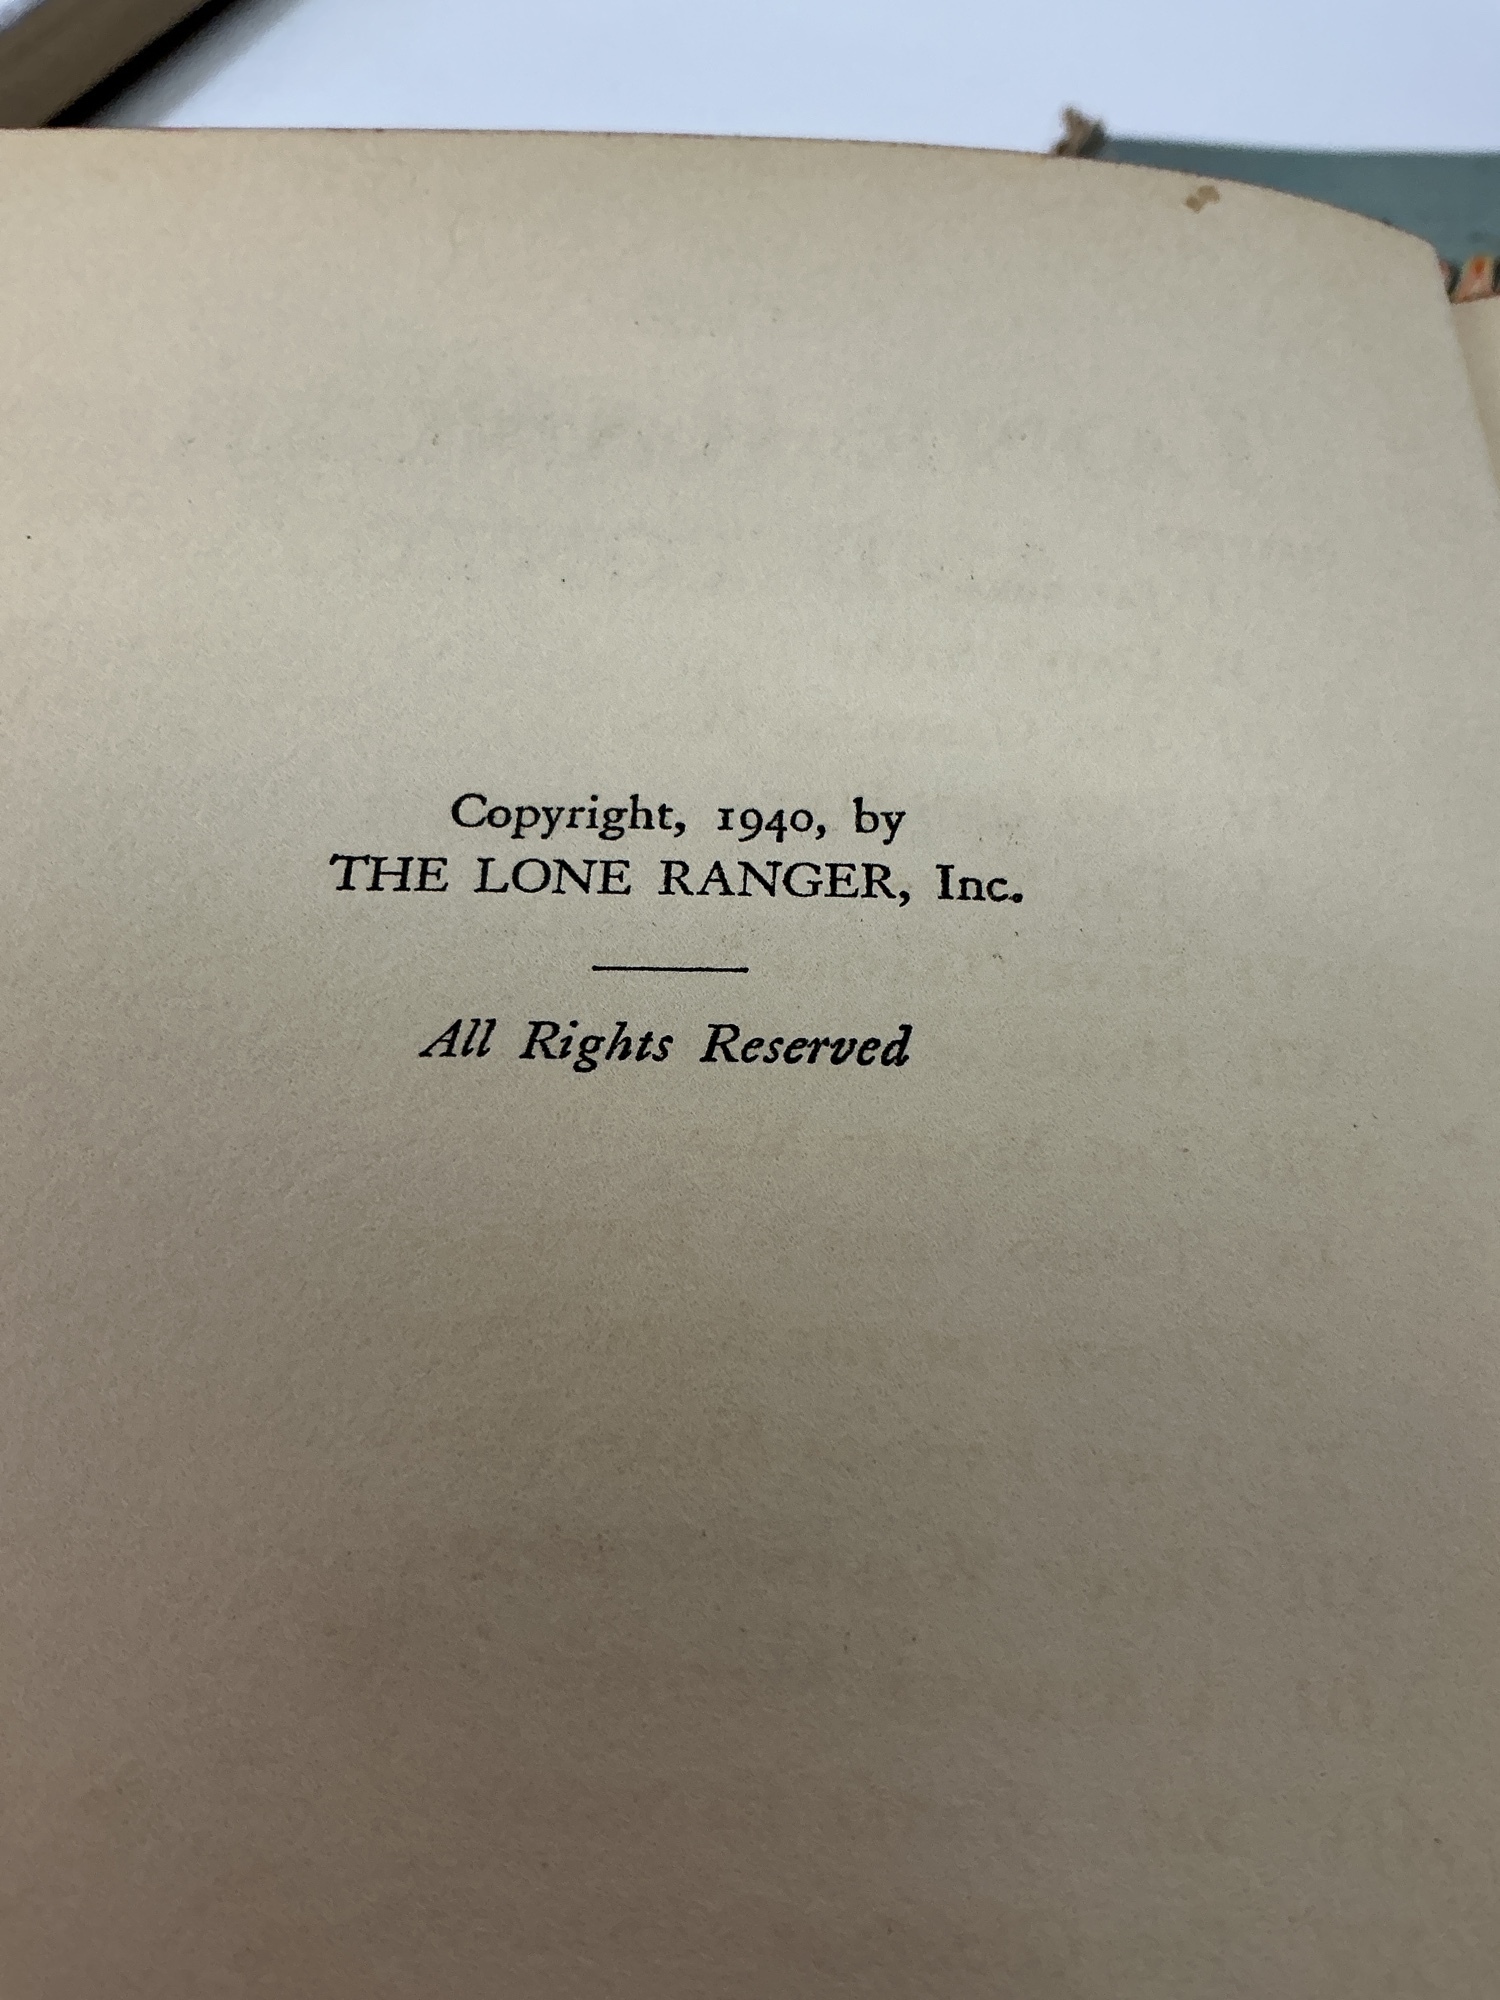 Copyright, 1940, by
THE LONE RANGER, Inc.
All Rights Reserved